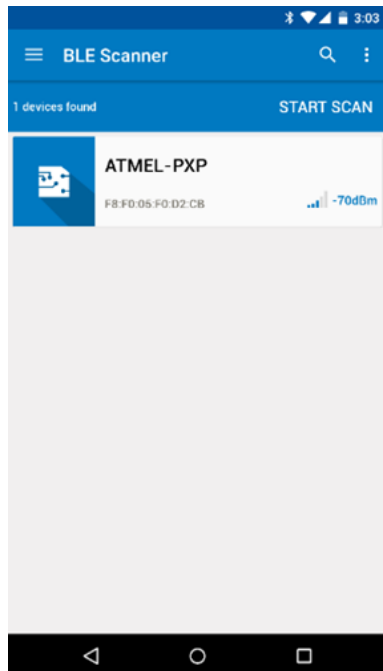 3:03
BLE Scanner
1 devices found
START SCAN
ATMEL-PXP
F8:F0:05:F0:D2:CB
-70dBm